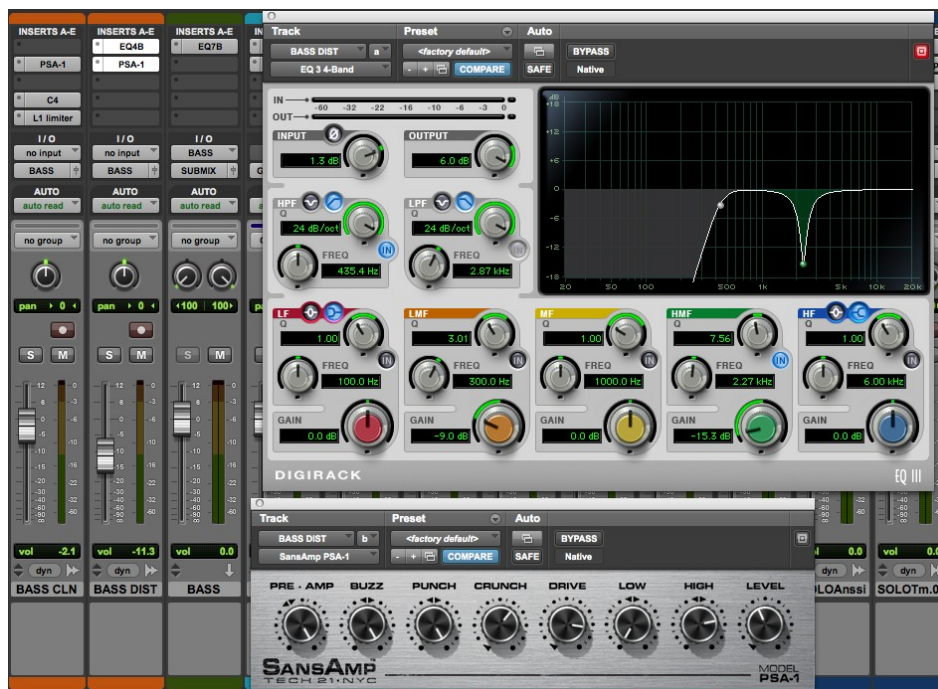 INSERTS A-E
PSA-1
C4
L1 limiter
I / O
no input
BASS
AUTO
auto read
no group
pan 0
S M
vol -2.1
dyn
BASS CLN
INSERTS A-E
EQ4B
PSA-1
I / O
no input
BASS
AUTO
auto read
no group
pan 0
S M
vol -11.3
dyn
BASS DIST
INSERTS A-E
EQ7B
I / O
BASS
SUBMIX
AUTO
auto read
no group
100 100
S M
vol 0.0
BASS
Track Preset Auto
BASS DIST a <factory default> BYPASS
EQ 3 4-Band - + COMPARE SAFE Native
IN
-60 -32 -22 -16 -10 -6 -3 0
OUT
INPUT OUTPUT
1.3 dB 6.0 dB
HPF LPF
Q Q
24 dB/oct 24 dB/oct
IN IN
FREQ FREQ
435.4 Hz 2.87 kHz
dB
+18
+12
+6
0
-6
-12
-18
20 50 100 200 500 1k 5k 10k 20k
LF LMF MF HMF HF
Q Q Q Q Q
1.00 3.01 1.00 7.56 1.00
IN IN IN IN IN
FREQ FREQ FREQ FREQ FREQ
100.0 Hz 300.0 Hz 1000.0 Hz 2.27 kHz 6.00 kHz
GAIN GAIN GAIN GAIN GAIN
0.0 dB -9.0 dB 0.0 dB -15.3 dB 0.0 dB
DIGIRACK EQ III
Track Preset Auto
BASS DIST b <factory default> BYPASS
SansAmp PSA-1 - + COMPARE SAFE Native
PRE - AMP BUZZ PUNCH CRUNCH DRIVE LOW HIGH LEVEL
SANSAMP
TECH 21•NYC
MODEL
PSA-1
0.0
dyn
LOAnssi
vol 0.0
dyn
SOLOTm.0